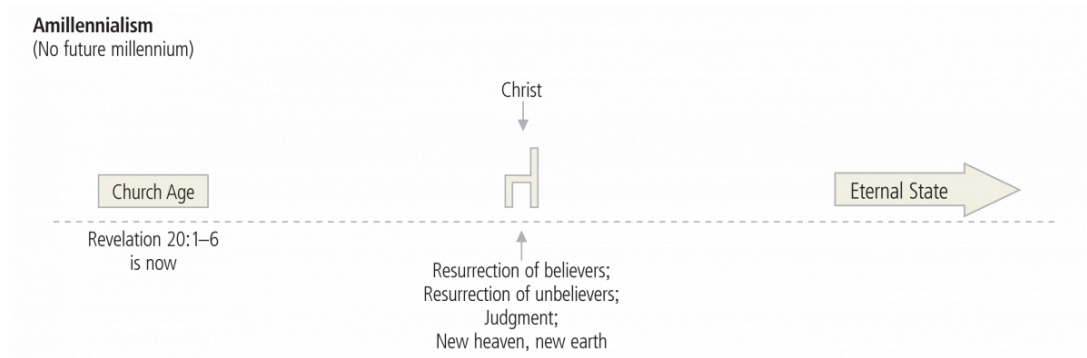 Amillennialism
(No future millennium)
Christ
Church Age
Eternal State
Revelation 20:1–6
is now
Resurrection of believers;
Resurrection of unbelievers;
Judgment;
New heaven, new earth